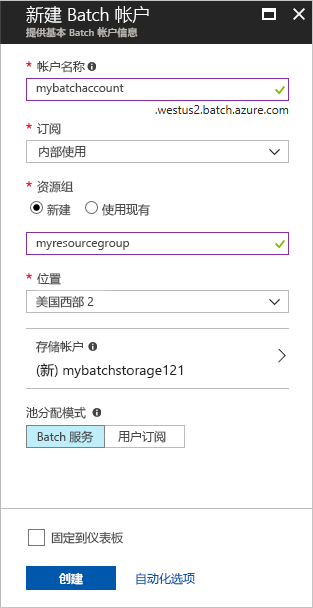 新建 Batch 帐户
提供基本 Batch 帐户信息
* 帐户名称
mybatchaccount
.westus2.batch.azure.com
* 订阅
内部使用
* 资源组
新建 使用现有
myresourcegroup
* 位置
美国西部 2
存储帐户
(新) mybatchstorage121
池分配模式
Batch 服务 用户订阅
固定到仪表板
创建 自动化选项